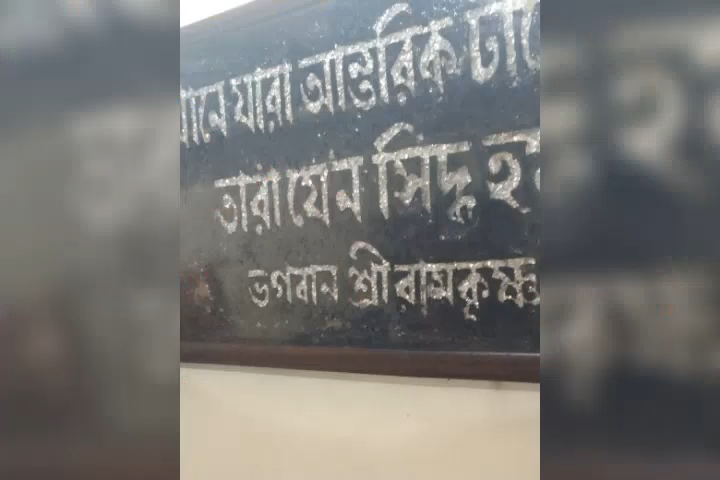 যারা আন্তরিক
তারা যেন সিদ্ধ
ভগবান শ্রী রামকৃষ্ণ